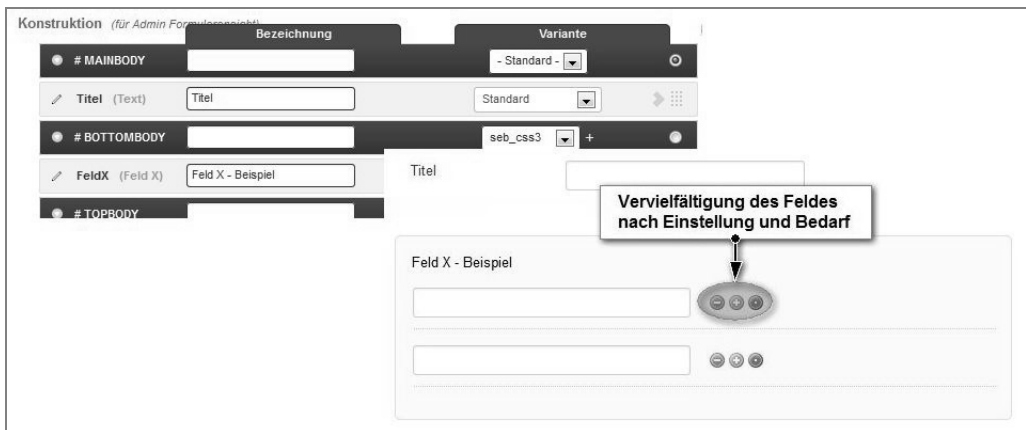 Konstruktion (für Admin Formularansicht)
Bezeichnung Variante
# MAINBODY - Standard -
Titel (Text) Titel Standard
# BOTTOMBODY seb_css3 +
FeldX (Feld X) Feld X - Beispiel
# TOPBODY
Titel
Vervielfältigung des Feldes
nach Einstellung und Bedarf
Feld X - Beispiel